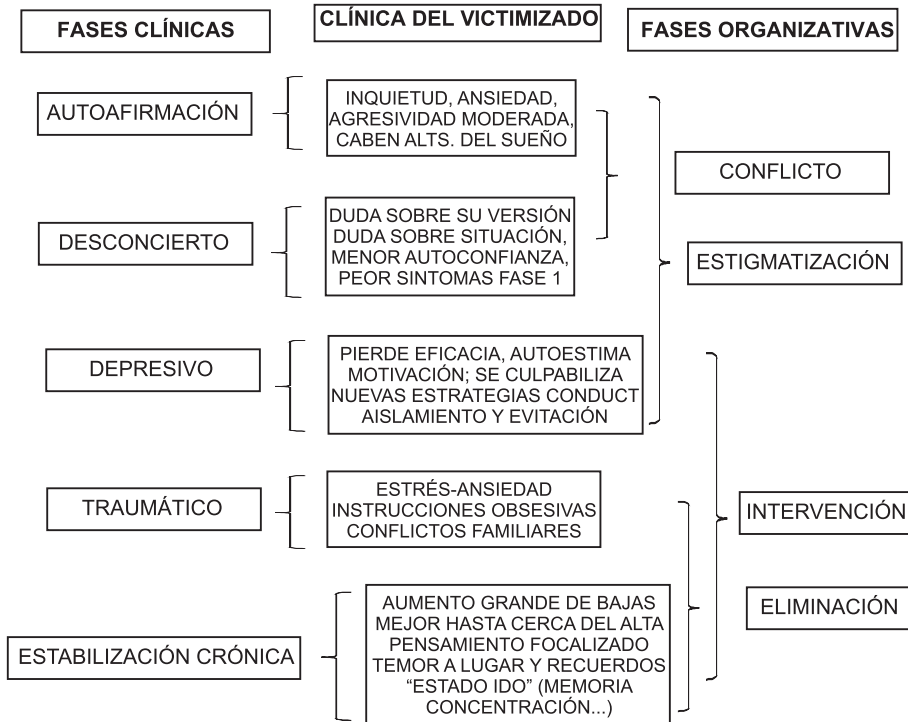 FASES CLÍNICAS
CLÍNICA DEL VICTIMIZADO
FASES ORGANIZATIVAS
AUTOAFIRMACIÓN
INQUIETUD, ANSIEDAD,
AGRESIVIDAD MODERADA,
CABEN ALTS. DEL SUEÑO
CONFLICTO
DESCONCIERTO
DUDA SOBRE SU VERSIÓN
DUDA SOBRE SITUACIÓN,
MENOR AUTOCONFIANZA,
PEOR SINTOMAS FASE 1
ESTIGMATIZACIÓN
DEPRESIVO
PIERDE EFICACIA, AUTOESTIMA
MOTIVACIÓN; SE CULPABILIZA
NUEVAS ESTRATEGIAS CONDUCT
AISLAMIENTO Y EVITACIÓN
TRAUMÁTICO
ESTRÉS-ANSIEDAD
INSTRUCCIONES OBSESIVAS
CONFLICTOS FAMILIARES
INTERVENCIÓN
ELIMINACIÓN
ESTABILIZACIÓN CRÓNICA
AUMENTO GRANDE DE BAJAS
MEJOR HASTA CERCA DEL ALTA
PENSAMIENTO FOCALIZADO
TEMOR A LUGAR Y RECUERDOS
“ESTADO IDO” (MEMORIA
CONCENTRACIÓN...)